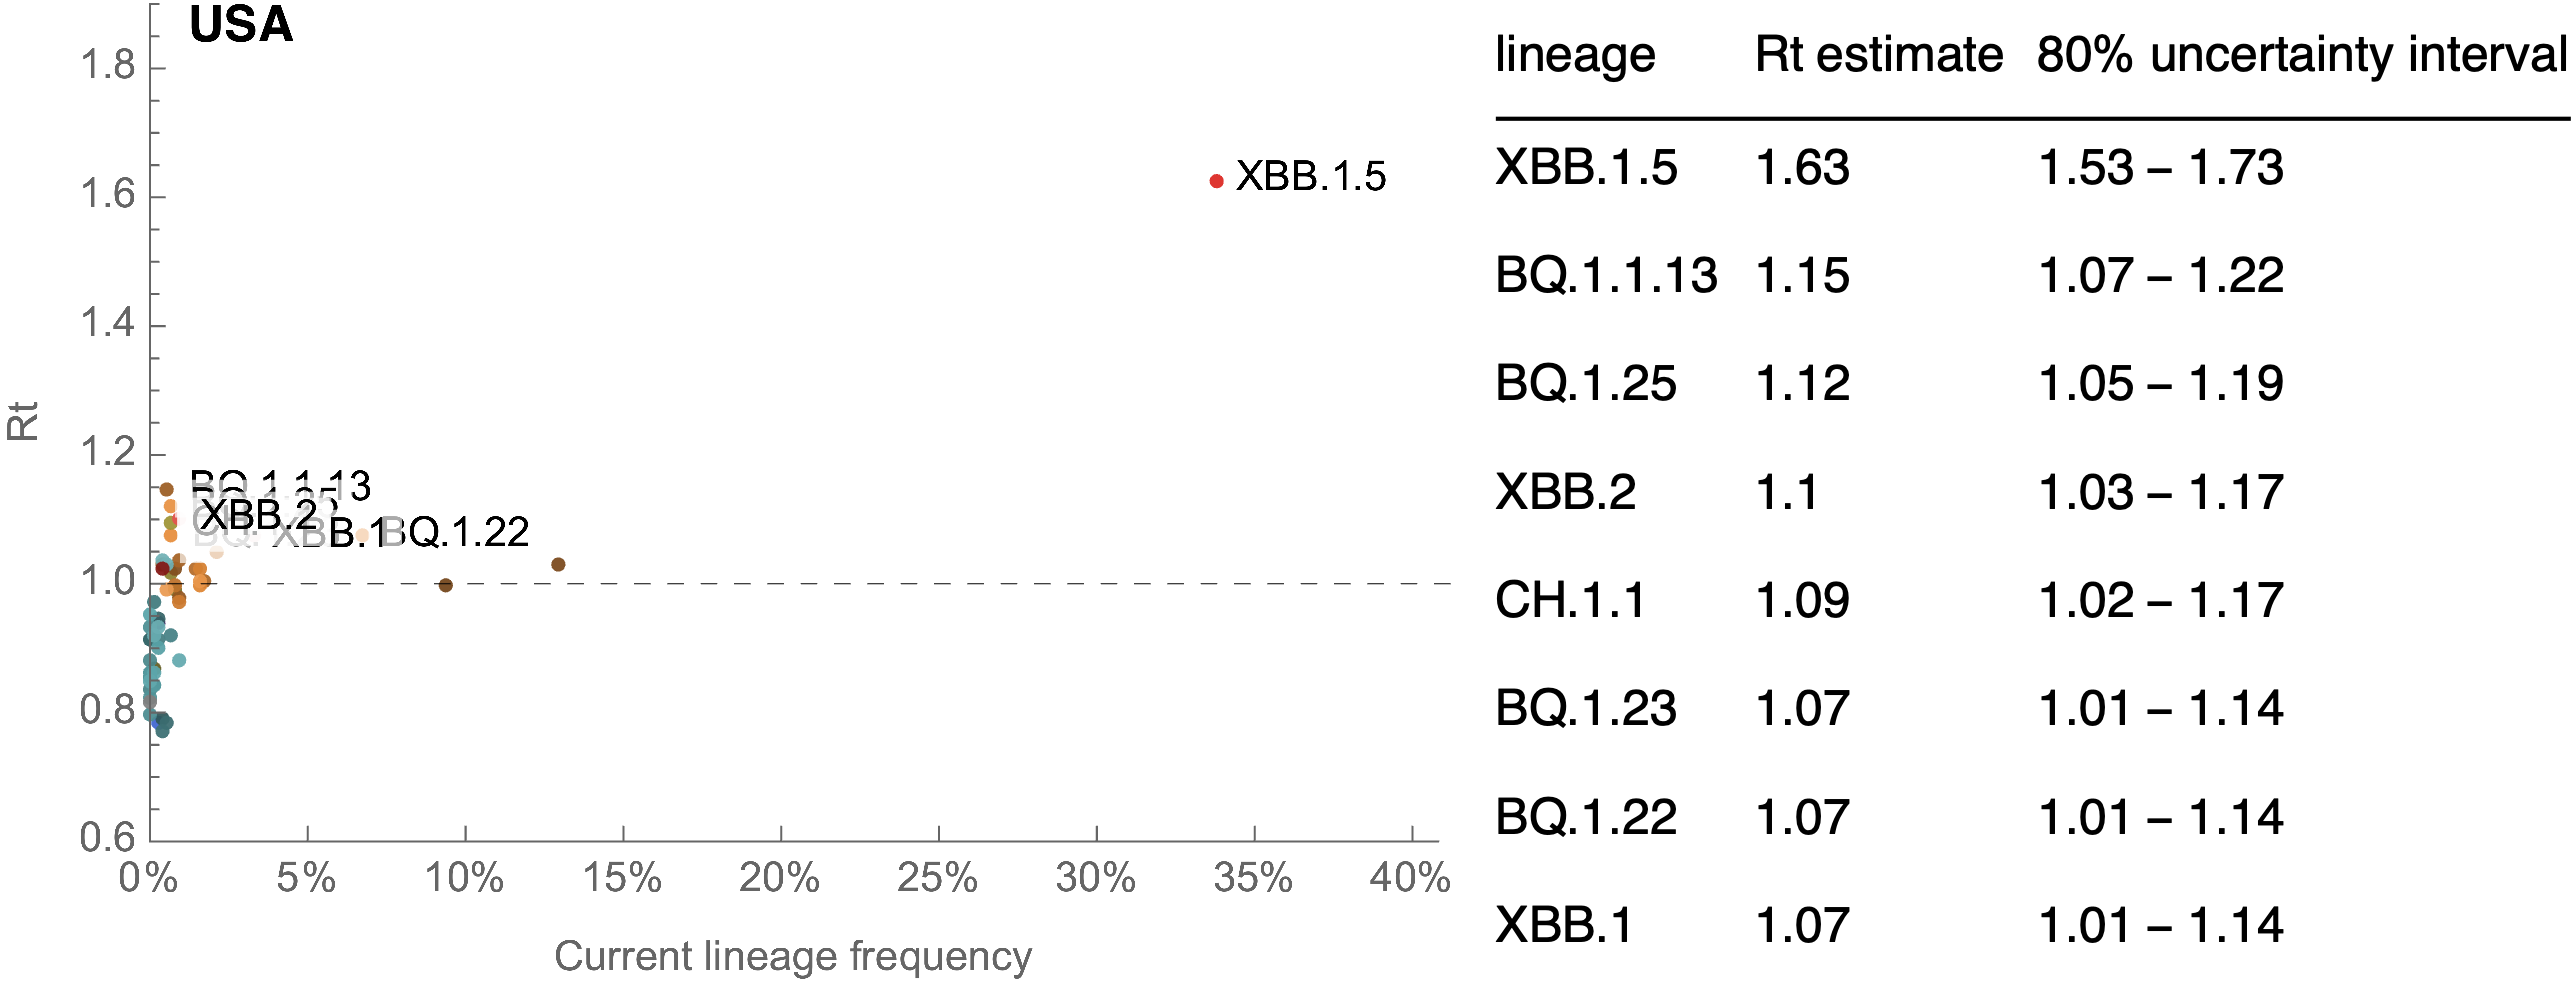 USA
1.8
1.6
1.4
1.2
1.0
0.8
0.6
Rt
XBB.1.5
BQ.1.1.13
XBB.2
XBB.1
BQ.1.22
0% 5% 10% 15% 20% 25% 30% 35% 40%
Current lineage frequency
lineage Rt estimate 80% uncertainty interval
XBB.1.5 1.63 1.53 – 1.73
BQ.1.1.13 1.15 1.07 – 1.22
BQ.1.25 1.12 1.05 – 1.19
XBB.2 1.1 1.03 – 1.17
CH.1.1 1.09 1.02 – 1.17
BQ.1.23 1.07 1.01 – 1.14
BQ.1.22 1.07 1.01 – 1.14
XBB.1 1.07 1.01 – 1.14